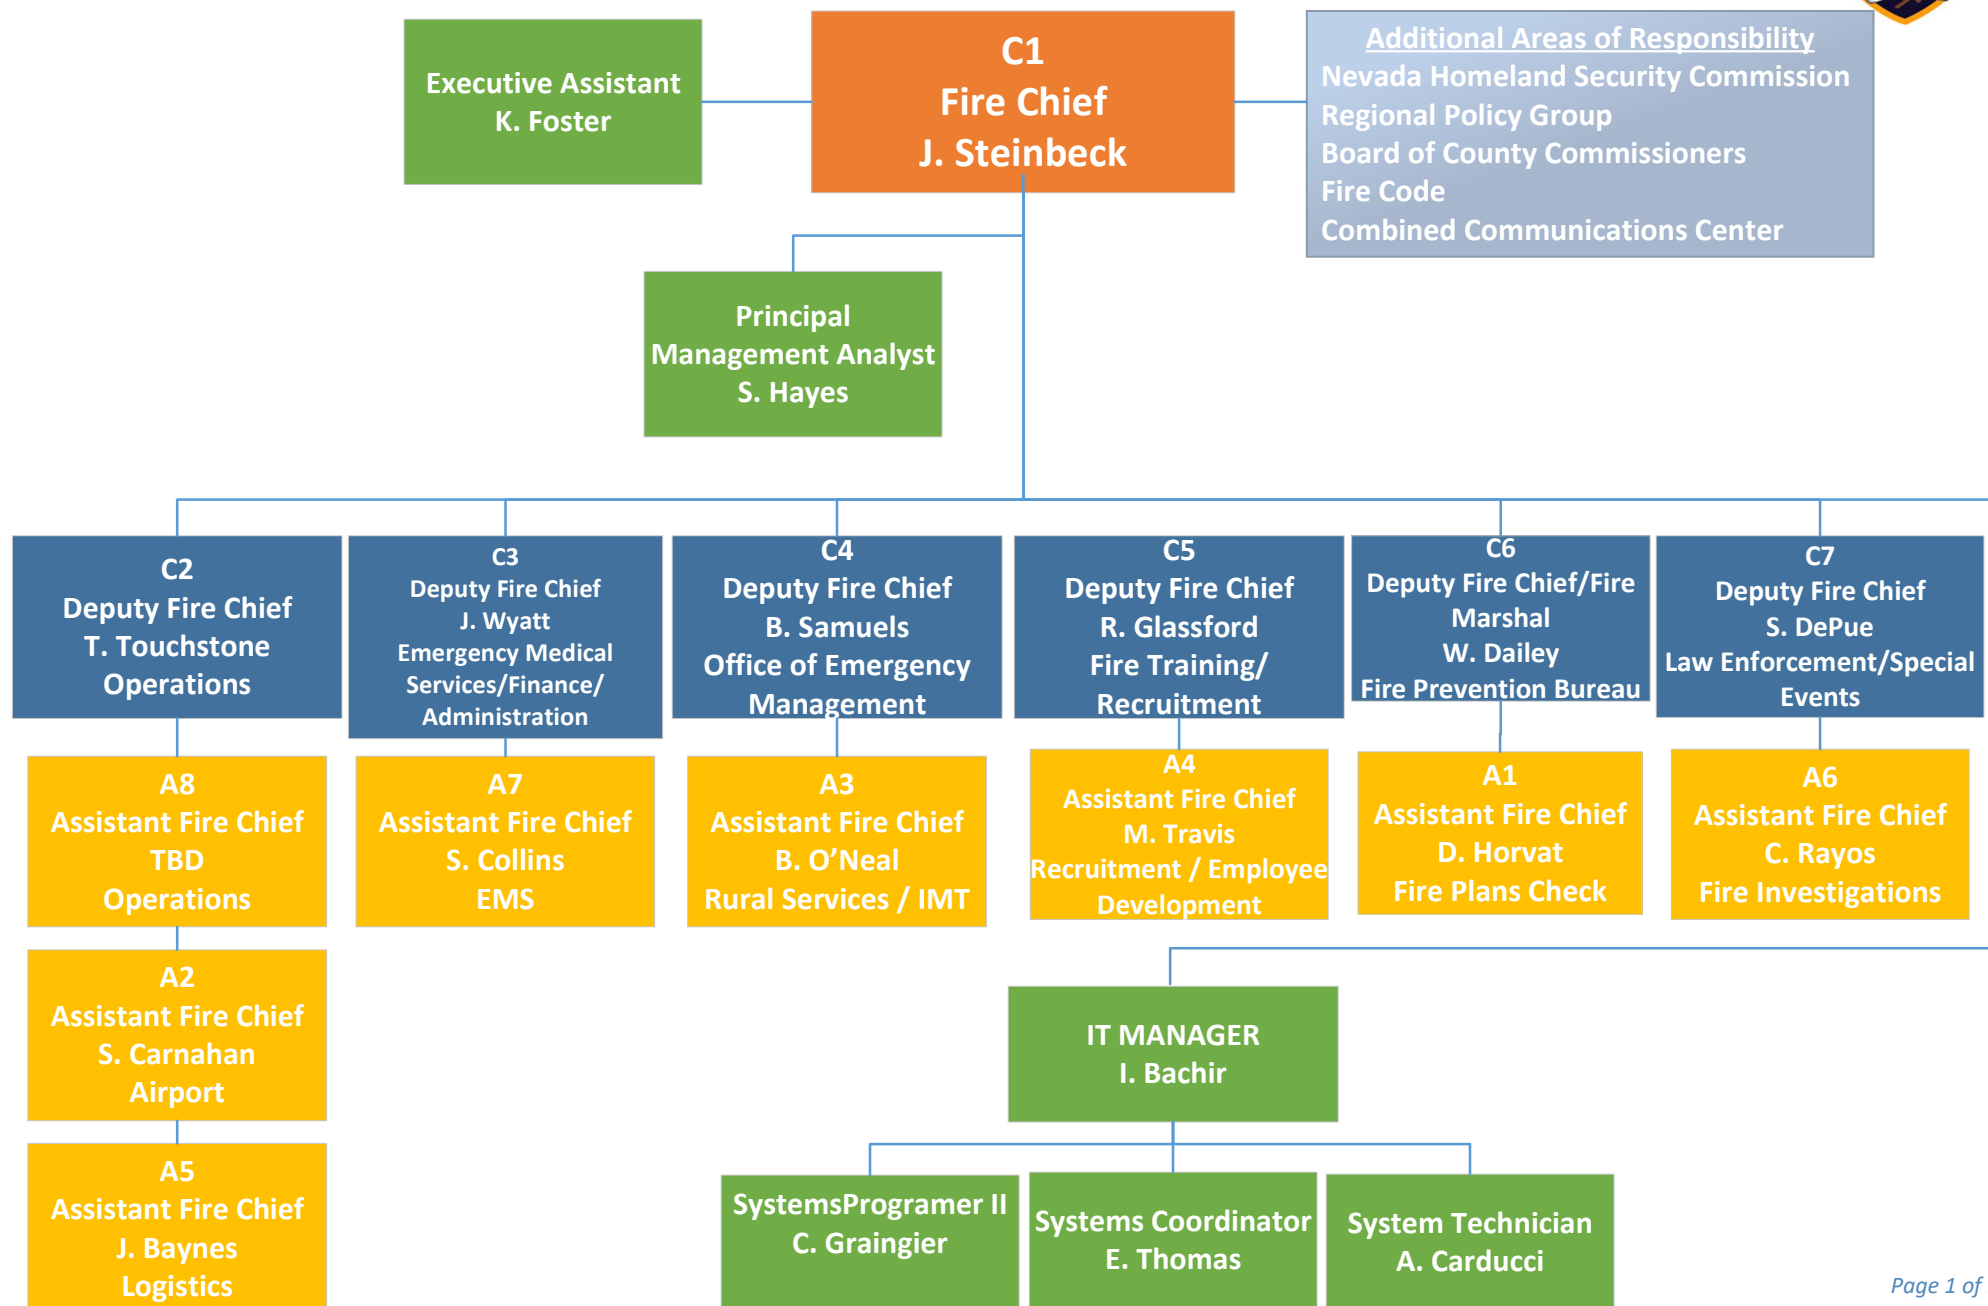 Executive Assistant
K. Foster
C1
Fire Chief
J. Steinbeck
Additional Areas of Responsibility
Nevada Homeland Security Commission
Regional Policy Group
Board of County Commissioners
Fire Code
Combined Communications Center
Principal
Management Analyst
S. Hayes
C2
Deputy Fire Chief
T. Touchstone
Operations
C3
Deputy Fire Chief
J. Wyatt
Emergency Medical
Services/Finance/
Administration
C4
Deputy Fire Chief
B. Samuels
Office of Emergency
Management
C5
Deputy Fire Chief
R. Glassford
Fire Training/
Recruitment
C6
Deputy Fire Chief/Fire
Marshal
W. Dailey
Fire Prevention Bureau
C7
Deputy Fire Chief
S. DePue
Law Enforcement/Special
Events
A8
Assistant Fire Chief
TBD
Operations
A7
Assistant Fire Chief
S. Collins
EMS
A3
Assistant Fire Chief
B. O’Neal
Rural Services / IMT
A4
Assistant Fire Chief
M. Travis
Recruitment / Employee
Development
A1
Assistant Fire Chief
D. Horvat
Fire Plans Check
A6
Assistant Fire Chief
C. Rayos
Fire Investigations
A2
Assistant Fire Chief
S. Carnahan
Airport
IT MANAGER
I. Bachir
A5
Assistant Fire Chief
J. Baynes
Logistics
SystemsProgramer II
C. Graingier
Systems Coordinator
E. Thomas
System Technician
A. Carducci
Page 1 of